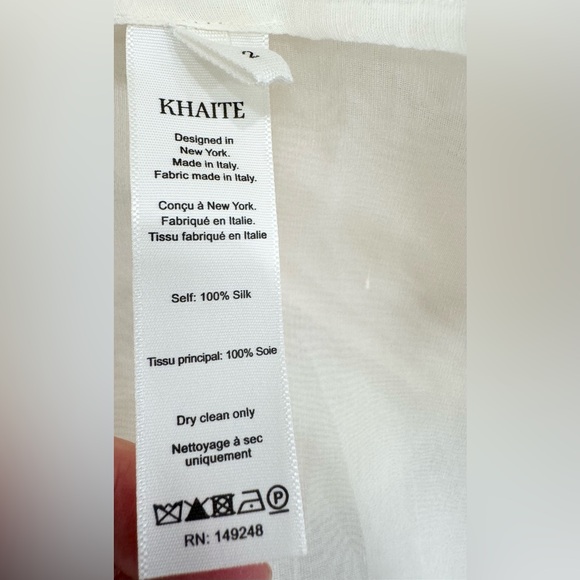 2
KHAITE
Designed in
New York.
Made in Italy.
Fabric made in Italy.
Conçu à New York.
Fabriqué en Italie.
Tissu fabriqué en Italie
Self: 100% Silk
Tissu principal: 100% Soie
Dry clean only
Nettoyage à sec
uniquement
P
RN: 149248